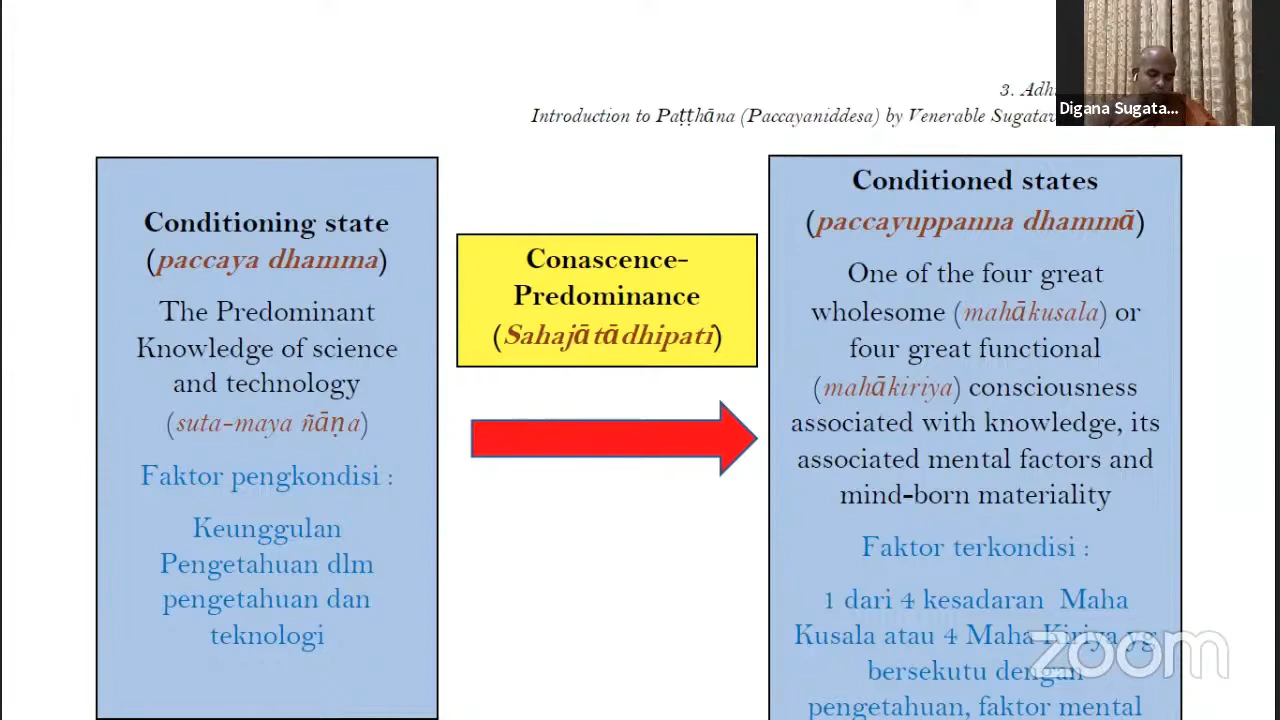 3. Adh
Introduction to Paṭṭhāna (Paccayaniddesa) by Venerable Sugata
Digana Sugata...
Conditioning state
(paccaya dhamma)
The Predominant
Knowledge of science
and technology
(suta-maya ñāṇa)
Faktor pengkondisi :
Keunggulan
Pengetahuan dlm
pengetahuan dan
teknologi
Conascence-
Predominance
(Sahajātādhipati)
Conditioned states
(paccayuppanna dhammā)
One of the four great
wholesome (mahākusala) or
four great functional
(mahākiriya) consciousness
associated with knowledge, its
associated mental factors and
mind-born materiality
Faktor terkondisi :
1 dari 4 kesadaran Maha
Kusala atau 4 Maha Kiriya yg
bersekutu dengan
pengetahuan, faktor mental
zoom